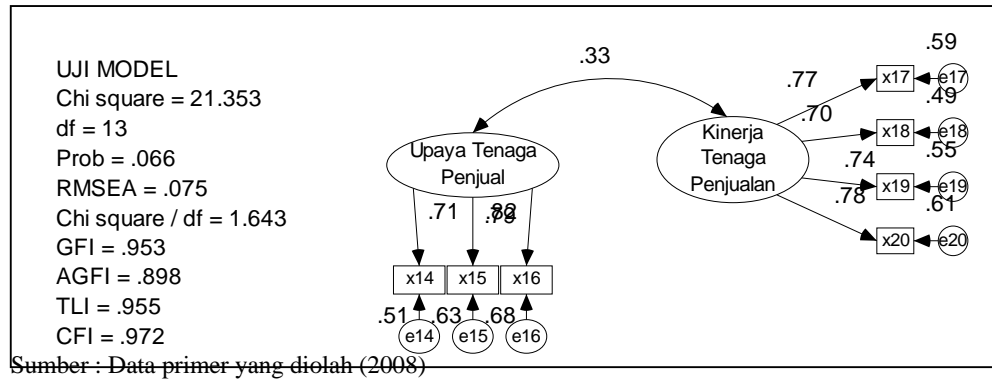 UJI MODEL
Chi square = 21.353
df = 13
Prob = .066
RMSEA = .075
Chi square / df = 1.643
GFI = .953
AGFI = .898
TLI = .955
CFI = .972
.33
Upaya Tenaga
Penjual
.71
x14
x15
x16
.51
.63
.68
e14
e15
e16
Kinerja
Tenaga
Penjualan
.77
.70
.74
.78
.59
x17
e17
.49
x18
e18
.55
x19
e19
.61
x20
e20
Sumber : Data primer yang diolah (2008)